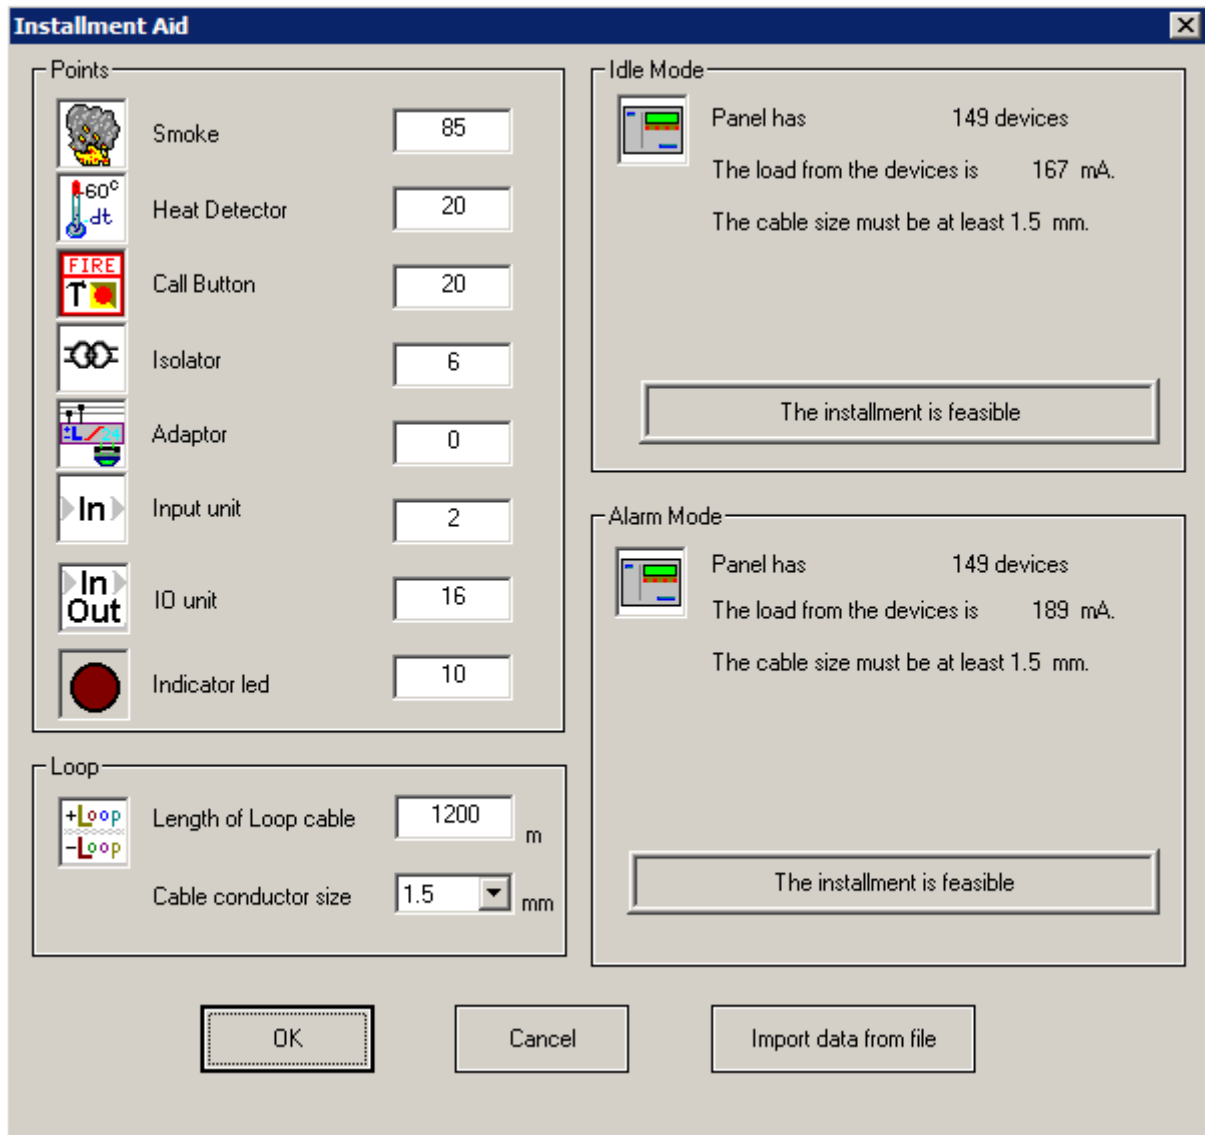 Installment Aid
Points
Smoke 85
60° dt
Heat Detector 20
FIRE
Call Button 20
Isolator 6
±L/24
Adaptor 0
In
Input unit 2
In
Out
IO unit 16
Indicator led 10
Loop
+Loop
-Loop
Length of Loop cable 1200 m
Cable conductor size 1.5 mm
Idle Mode
Panel has 149 devices
The load from the devices is 167 mA.
The cable size must be at least 1.5 mm.
The installment is feasible
Alarm Mode
Panel has 149 devices
The load from the devices is 189 mA.
The cable size must be at least 1.5 mm.
The installment is feasible
OK
Cancel
Import data from file